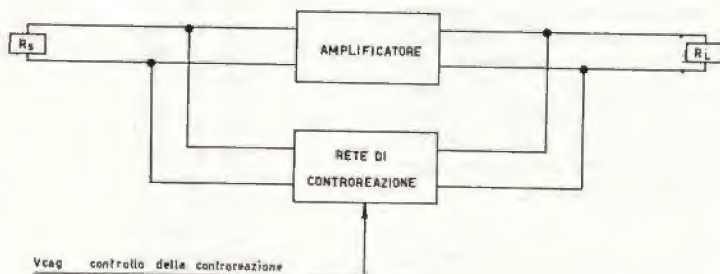 Rs
AMPLIFICATORE
RL
RETE DI
CONTROREAZIONE
Vcag controllo della controreazione